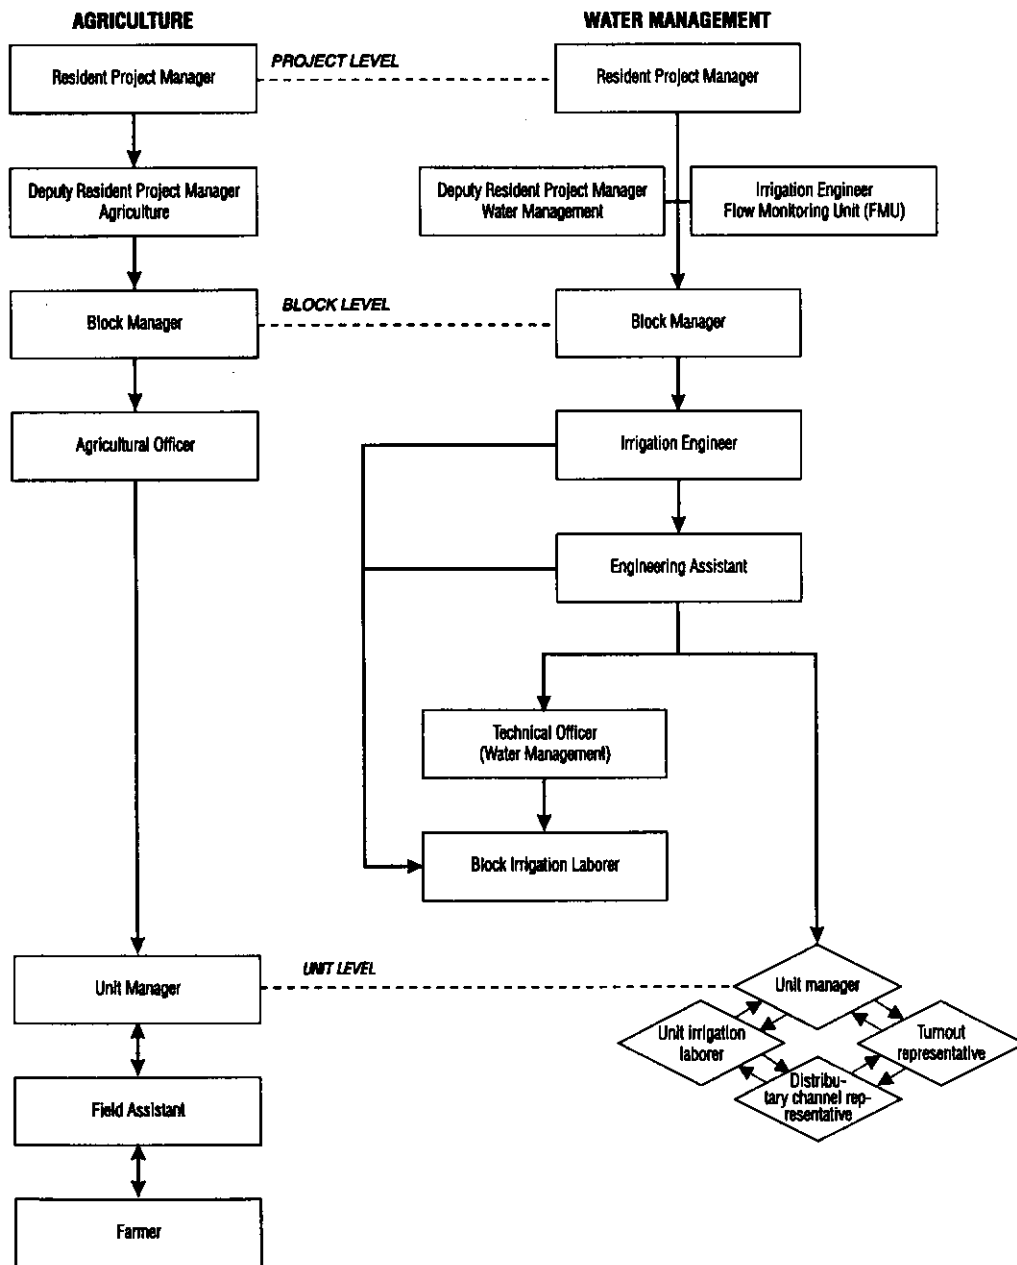 AGRICULTURE
WATER MANAGEMENT
Resident Project Manager
PROJECT LEVEL
Resident Project Manager
Deputy Resident Project Manager
Agriculture
Deputy Resident Project Manager
Water Management
Irrigation Engineer
Flow Monitoring Unit (FMU)
Block Manager
BLOCK LEVEL
Block Manager
Agricultural Officer
Irrigation Engineer
Engineering Assistant
Technical Officer
(Water Management)
Block Irrigation Laborer
Unit Manager
UNIT LEVEL
Unit manager
Unit irrigation
laborer
Turnout
representative
Distribu-
tary channel rep-
resentative
Field Assistant
Farmer